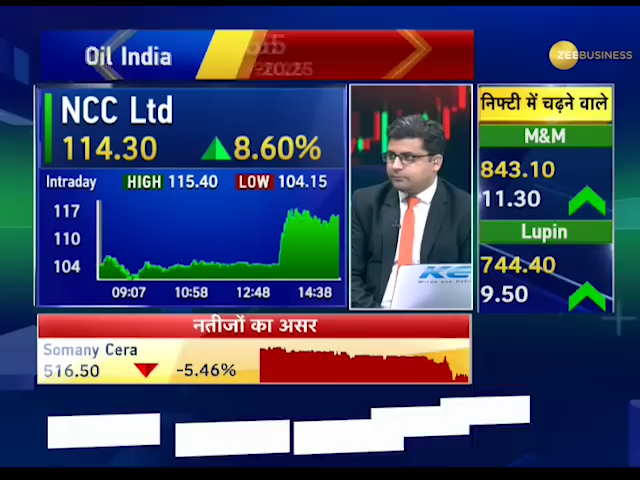 Oil India
ZEE BUSINESS
NCC Ltd
114.30 8.60%
Intraday HIGH 115.40 LOW 104.15
117
110
104
09:07 10:58 12:48 14:38
निफ्टी में चढ़ने वाले
M&M
843.10
11.30
Lupin
744.40
9.50
नतीजों का असर
Somany Cera
516.50 -5.46%